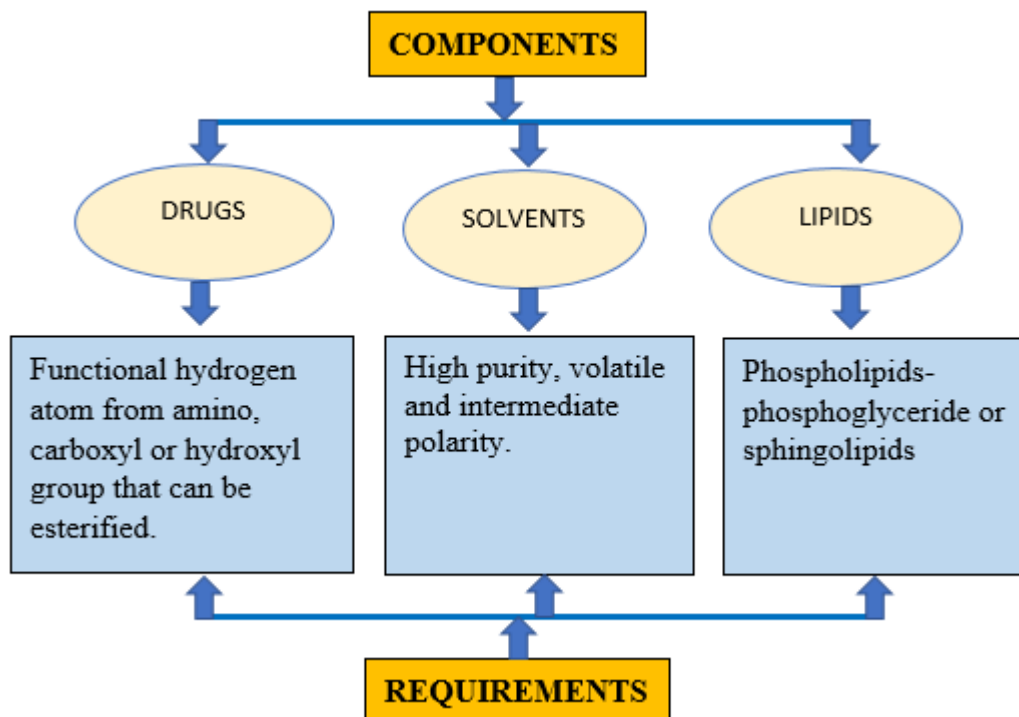 COMPONENTS
DRUGS
SOLVENTS
LIPIDS
Functional hydrogen
atom from amino,
carboxyl or hydroxyl
group that can be
esterified.
High purity, volatile
and intermediate
polarity.
Phospholipids-
phosphoglyceride or
sphingolipids
REQUIREMENTS